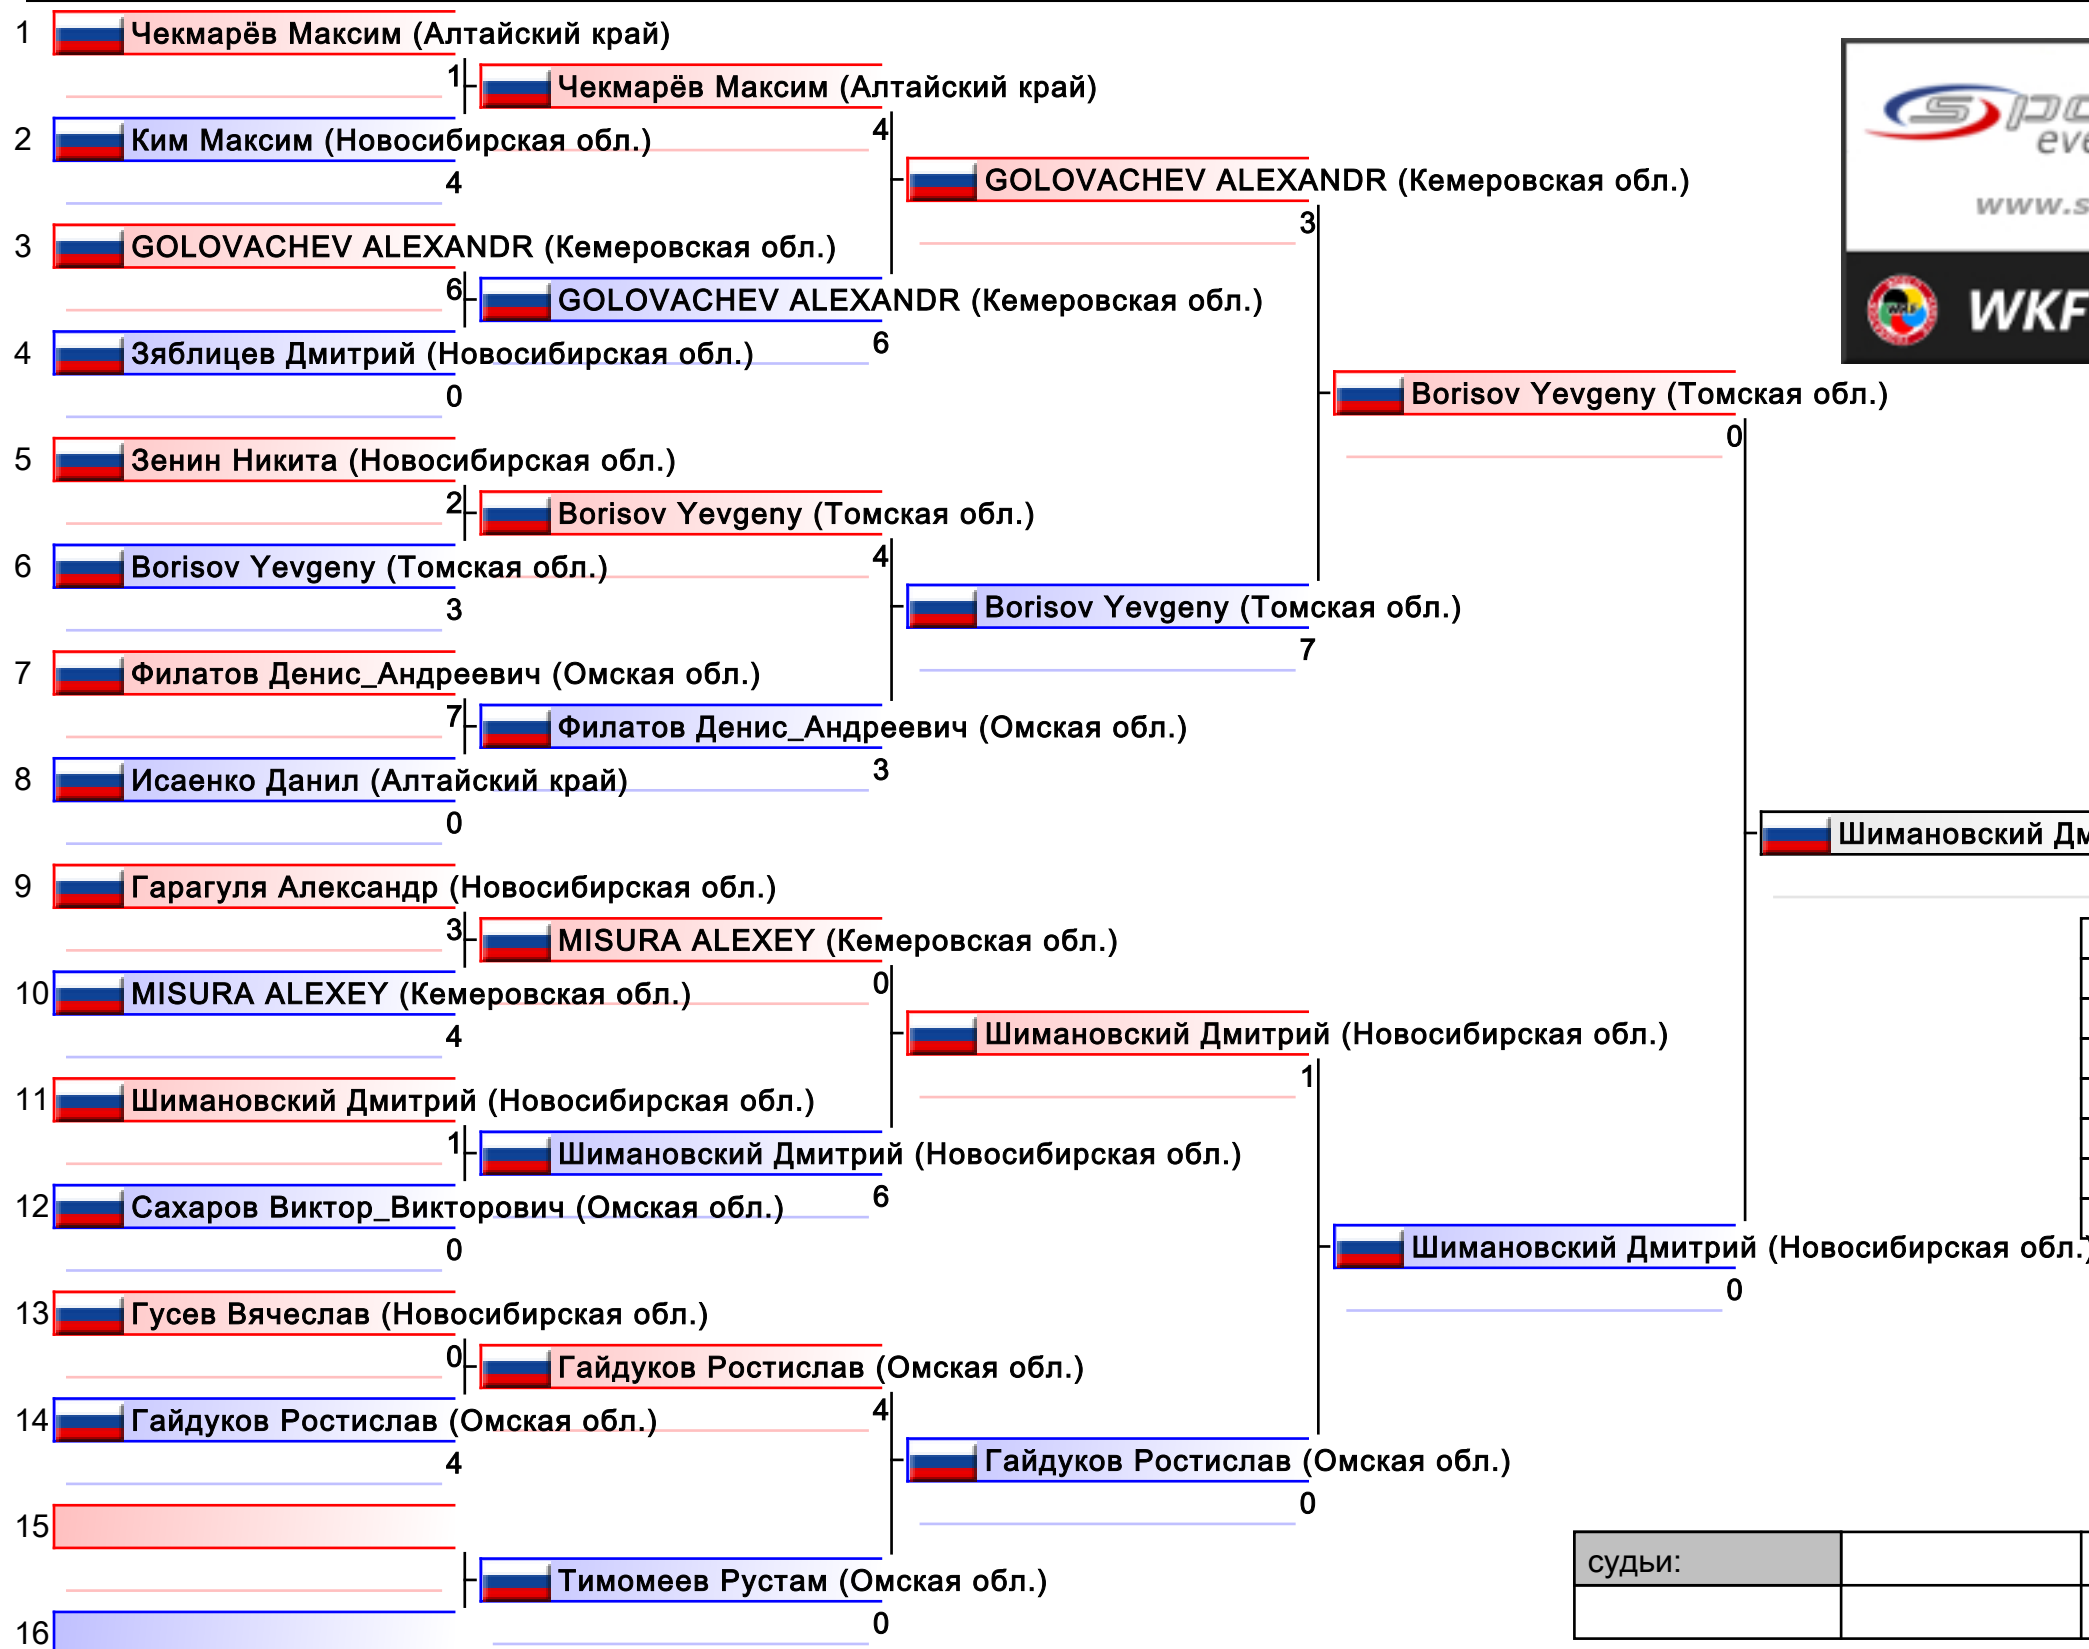 1 Чекмарёв Максим (Алтайский край)
1 Чекмарёв Максим (Алтайский край)
4
2 Ким Максим (Новосибирская обл.)
4
GOLOVACHEV ALEXANDR (Кемеровская обл.)
3
3 GOLOVACHEV ALEXANDR (Кемеровская обл.)
6 GOLOVACHEV ALEXANDR (Кемеровская обл.)
6
4 Зяблицев Дмитрий (Новосибирская обл.)
0
Borisov Yevgeny (Томская обл.)
0
5 Зенин Никита (Новосибирская обл.)
2 Borisov Yevgeny (Томская обл.)
4
6 Borisov Yevgeny (Томская обл.)
3
Borisov Yevgeny (Томская обл.)
7
7 Филатов Денис_Андреевич (Омская обл.)
7 Филатов Денис_Андреевич (Омская обл.)
3
8 Исаенко Данил (Алтайский край)
0
Шимановский
9 Гарагуля Александр (Новосибирская обл.)
3 MISURA ALEXEY (Кемеровская обл.)
0
10 MISURA ALEXEY (Кемеровская обл.)
4
Шимановский Дмитрий (Новосибирская обл.)
1
11 Шимановский Дмитрий (Новосибирская обл.)
1 Шимановский Дмитрий (Новосибирская обл.)
6
12 Сахаров Виктор_Викторович (Омская обл.)
0
Шимановский Дмитрий (Новосибирская обл.)
0
13 Гусев Вячеслав (Новосибирская обл.)
0 Гайдуков Ростислав (Омская обл.)
4
14 Гайдуков Ростислав (Омская обл.)
4
Гайдуков Ростислав (Омская обл.)
0
15
Тимомеев Рустам (Омская обл.)
0
16
судьи:
WKF